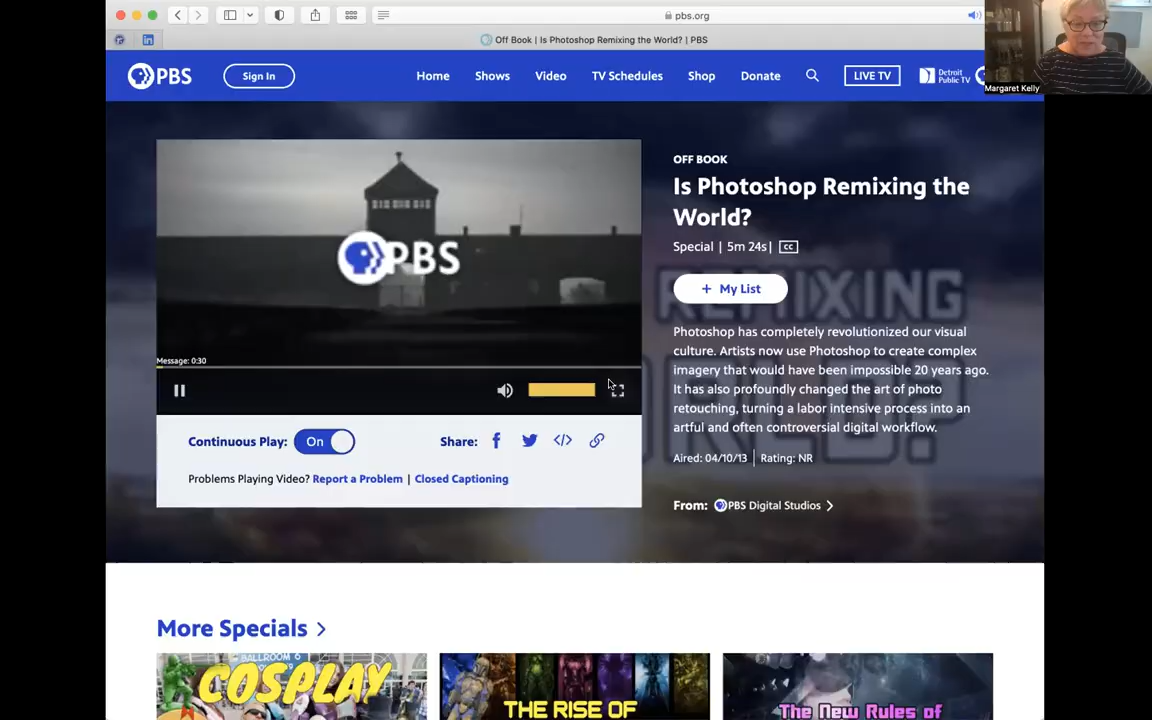 pbs.org
Off Book | Is Photoshop Remixing the World? | PBS
Margaret Kelly
PBS
Sign In
Home
Shows
Video
TV Schedules
Shop
Donate
LIVE TV
Detroit
Public TV
PBS
Message: 0:30
OFF BOOK
Is Photoshop Remixing the
World?
Special | 5m 24s | CC
+ My List
Photoshop has completely revolutionized our visual
culture. Artists now use Photoshop to create complex
imagery that would have been impossible 20 years ago.
It has also profoundly changed the art of photo
retouching, turning a labor intensive process into an
artful and often controversial digital workflow.
Aired: 04/10/13 | Rating: NR
From: PBS Digital Studios
REMIXING
Continuous Play: On
Share:
Problems Playing Video? Report a Problem | Closed Captioning
More Specials
BALLROOM 6
COSPLAY
THE RISE OF
The New Rules of